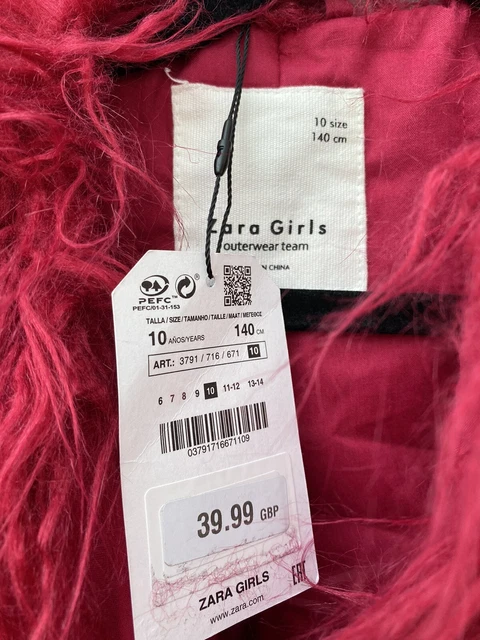 10 size
140 cm
Zara Girls
outerwear team
CHINA
PEFC™
PEFC/01-31-153
TALLA / SIZE / TAMANHO / TAILLE / MAAT / ΜΕΓΕΘΟΣ
10 AÑOS/YEARS 140 CM
ART.: 3791 / 716 / 671 10
6 7 8 9 10 11-12 13-14
03791716671109
39.99 GBP
ZARA GIRLS
www.zara.com
EAC